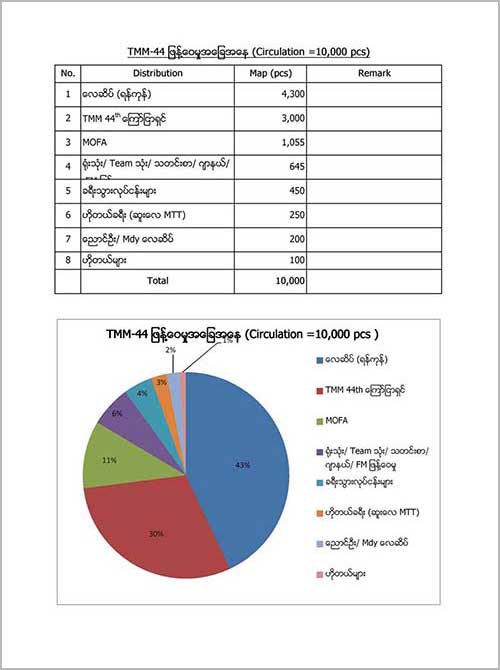 TMM-44 ဖြန့်ဝေမှုအခြေအနေ (Circulation =10,000 pcs)
No. Distribution Map (pcs) Remark
1 လေဆိပ် (ရန်ကုန်) 4,300
2 TMM 44th ကြော်ငြာရှင် 3,000
3 MOFA 1,055
4 ရုံးသုံး/ Team သုံး/ သတင်းစာ/ ဂျာနယ်/ 645
5 ခရီးသွားလုပ်ငန်းများ 450
6 ဟိုတယ်ခရီး (ဆူးလေ MTT) 250
7 ညောင်ဦး/ Mdy လေဆိပ် 200
8 ဟိုတယ်များ 100
Total 10,000
TMM-44 ဖြန့်ဝေမှုအခြေအနေ (Circulation =10,000 pcs )
1%
2%
3%
4%
6%
11%
30%
43%
လေဆိပ် (ရန်ကုန်)
TMM 44th ကြော်ငြာရှင်
MOFA
ရုံးသုံး/ Team သုံး/ သတင်းစာ/
ဂျာနယ်/ FM ဖြန့်ဝေမှု
ခရီးသွားလုပ်ငန်းများ
ဟိုတယ်ခရီး (ဆူးလေ MTT)
ညောင်ဦး/ Mdy လေဆိပ်
ဟိုတယ်များ